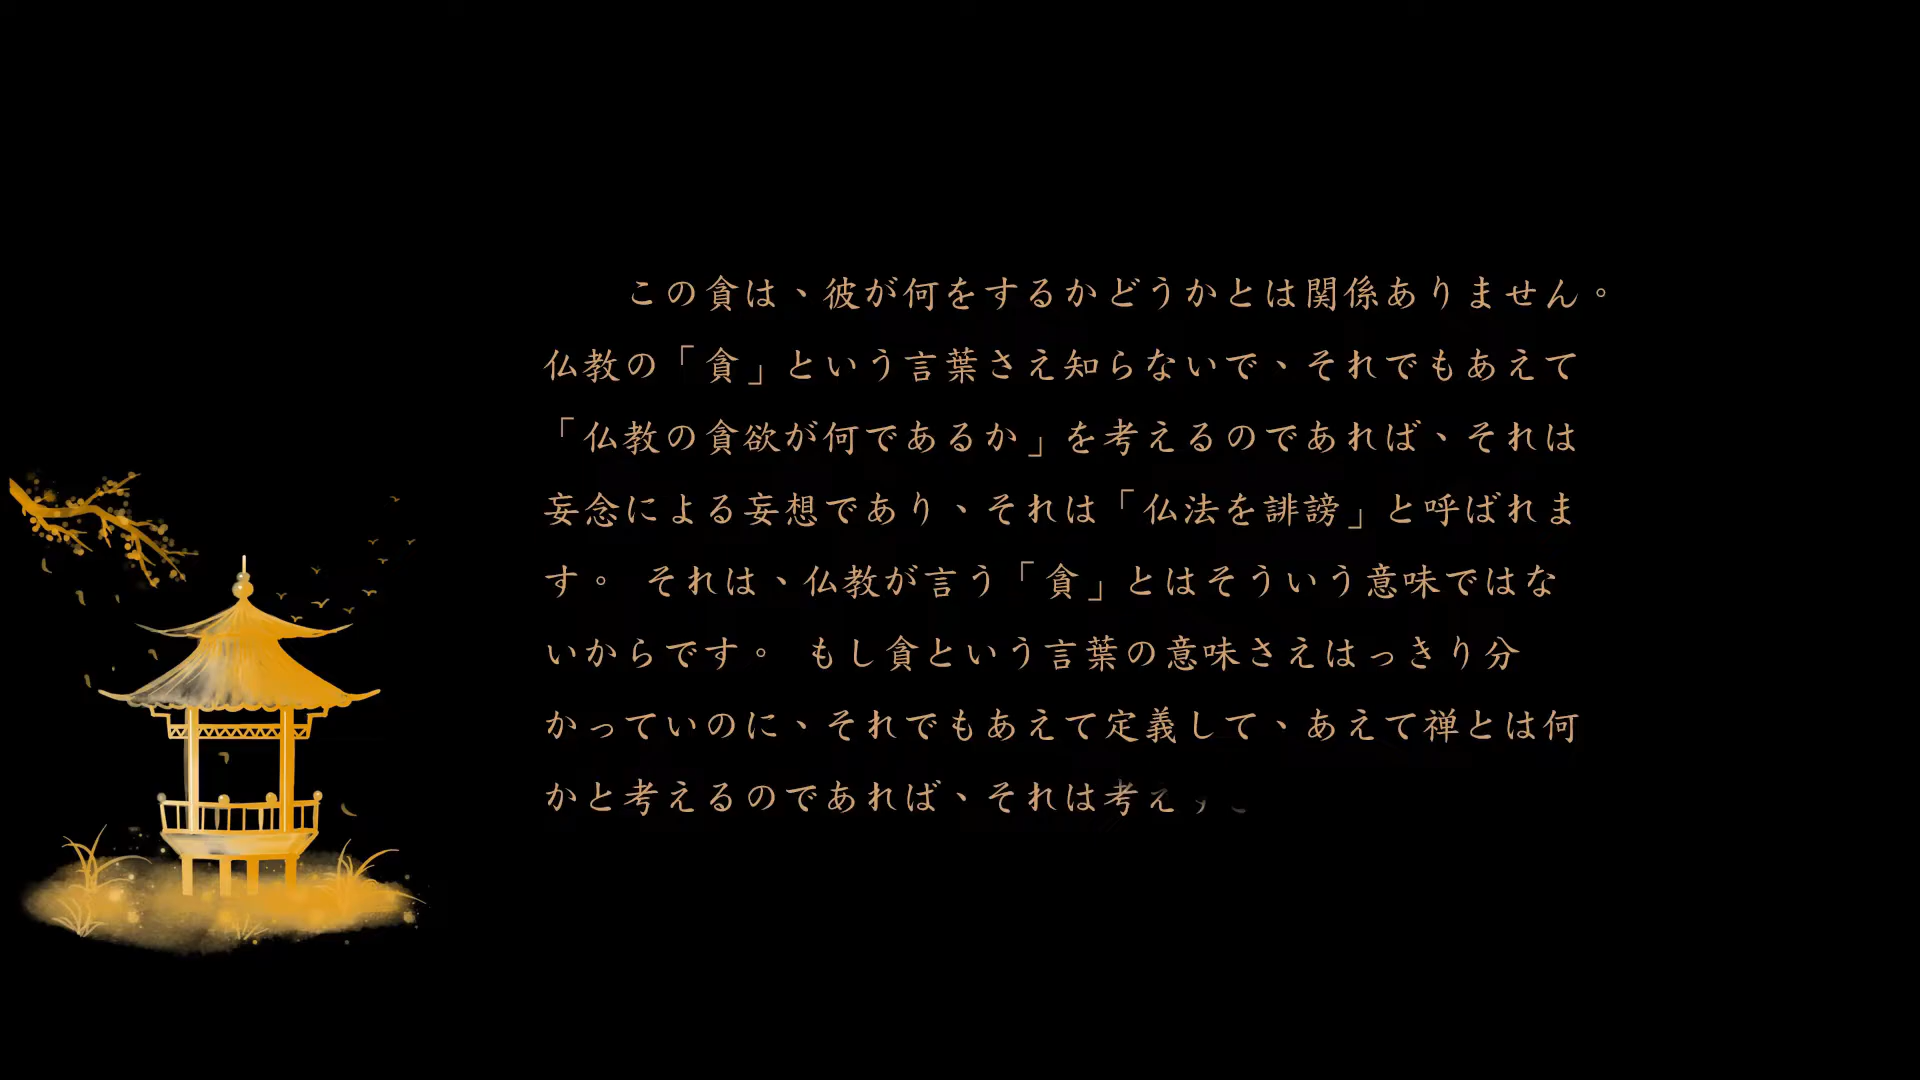 この貪は、彼が何をするかどうかとは関係ありません。
仏教の「貪」という言葉さえ知らないで、それでもあえて
「仏教の貪欲が何であるか」を考えるのであれば、それは
妄念による妄想であり、それは「仏法を誹謗」と呼ばれま
す。 それは、仏教が言う「貪」とはそういう意味ではな
いからです。 もし貪という言葉の意味さえはっきり分
かっていのに、それでもあえて定義して、あえて禅とは何
かと考えるのであれば、それは考え